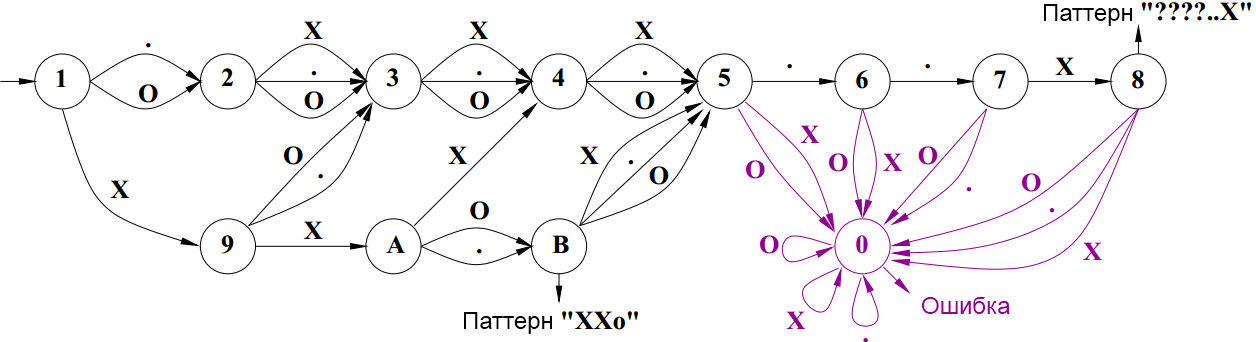 Паттерн "????..X"
X X X
. . . . . . X
1 2 3 4 5 6 7 8
O O O O
X O . X X . O O X O X O . O . X
X O O
9 X A . B O 0
X . 
Паттерн "XXo" Ошибка